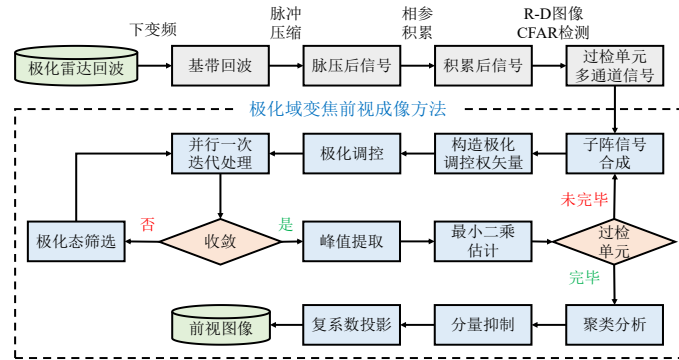 下变频
脉冲
压缩
相参
积累
R-D图像
CFAR检测
极化雷达回波
基带回波
脉压后信号
积累后信号
过检单元
多通道信号
极化域变焦前视成像方法
并行一次
迭代处理
极化调控
构造极化
调控权矢量
子阵信号
合成
未完毕
否
是
极化态筛选
收敛
峰值提取
最小二乘
估计
过检
单元
完毕
前视图像
复系数投影
分量抑制
聚类分析